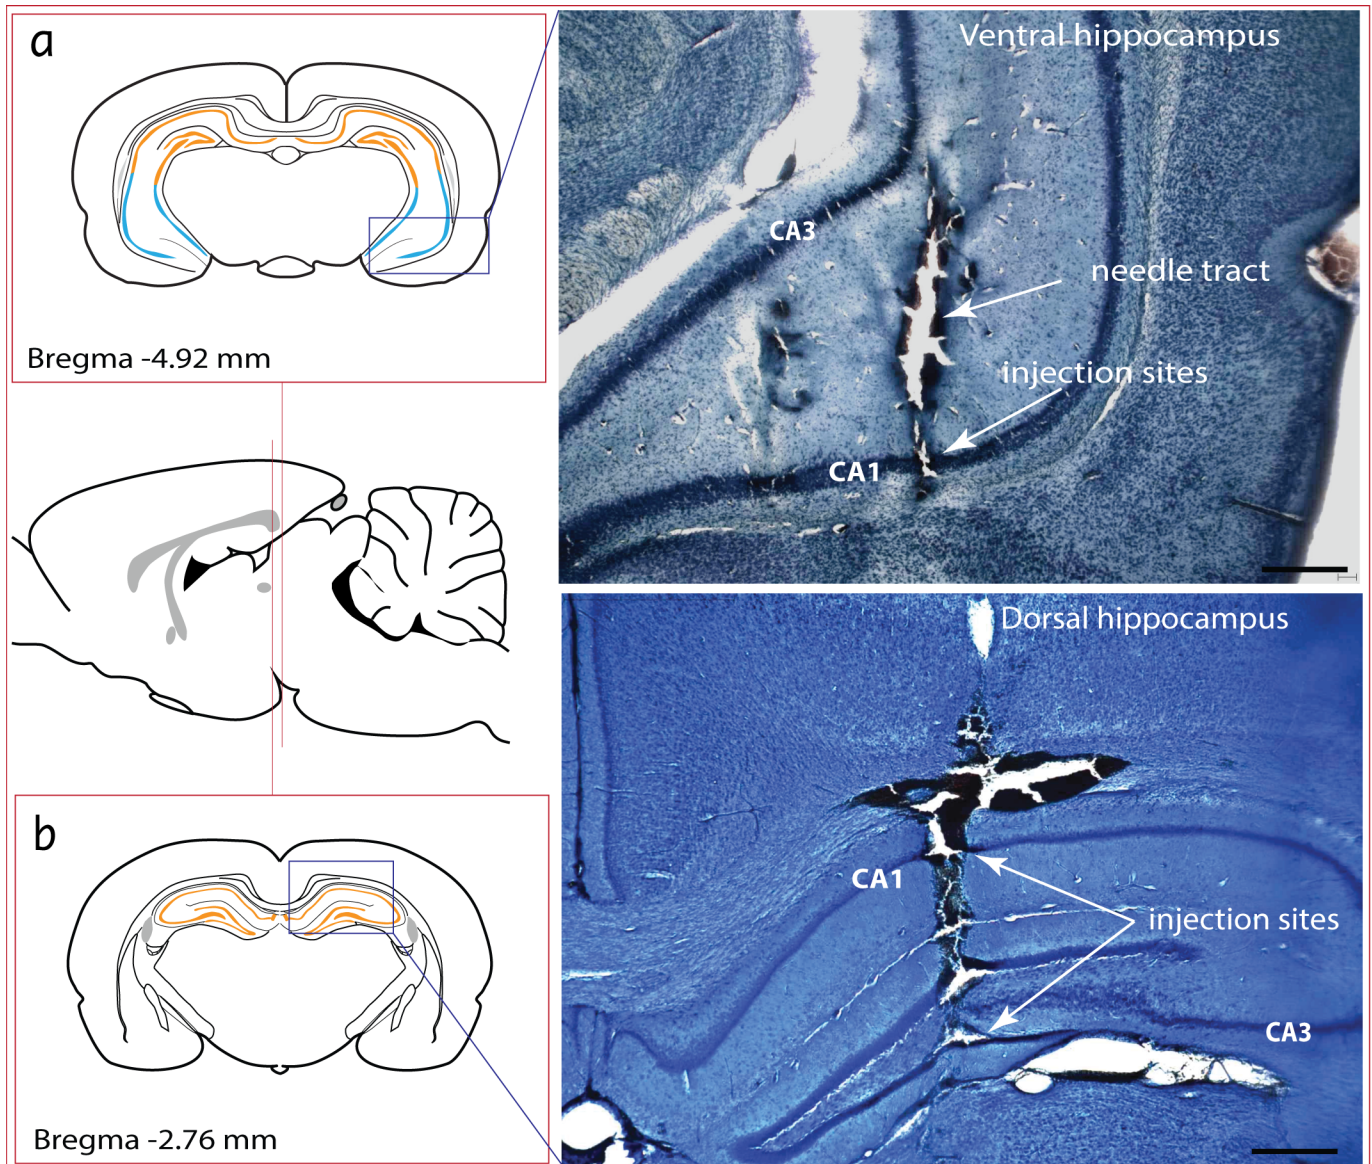 a
Ventral hippocampus
CA3
needle tract
injection sites
CA1
Bregma -4.92 mm
Dorsal hippocampus
b
CA1
injection sites
CA3
Bregma -2.76 mm